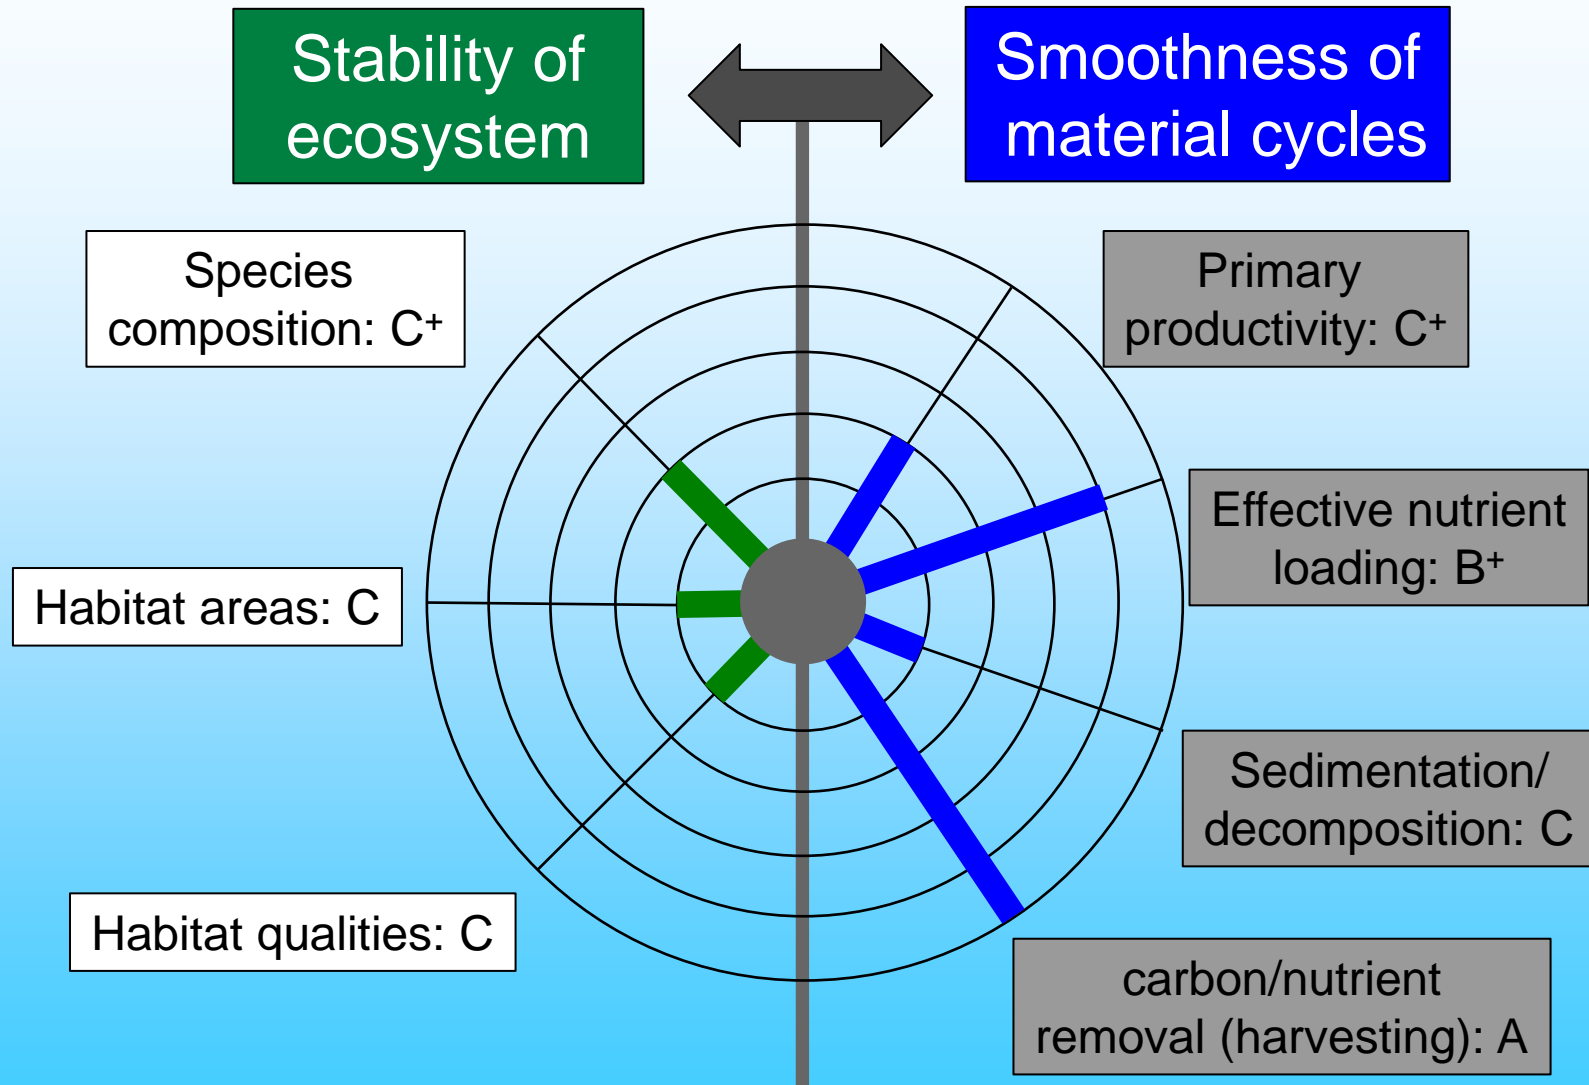 Stability of
ecosystem
Smoothness of
material cycles
Species
composition: C⁺
Primary
productivity: C⁺
Effective nutrient
loading: B⁺
Habitat areas: C
Sedimentation/
decomposition: C
Habitat qualities: C
carbon/nutrient
removal (harvesting): A